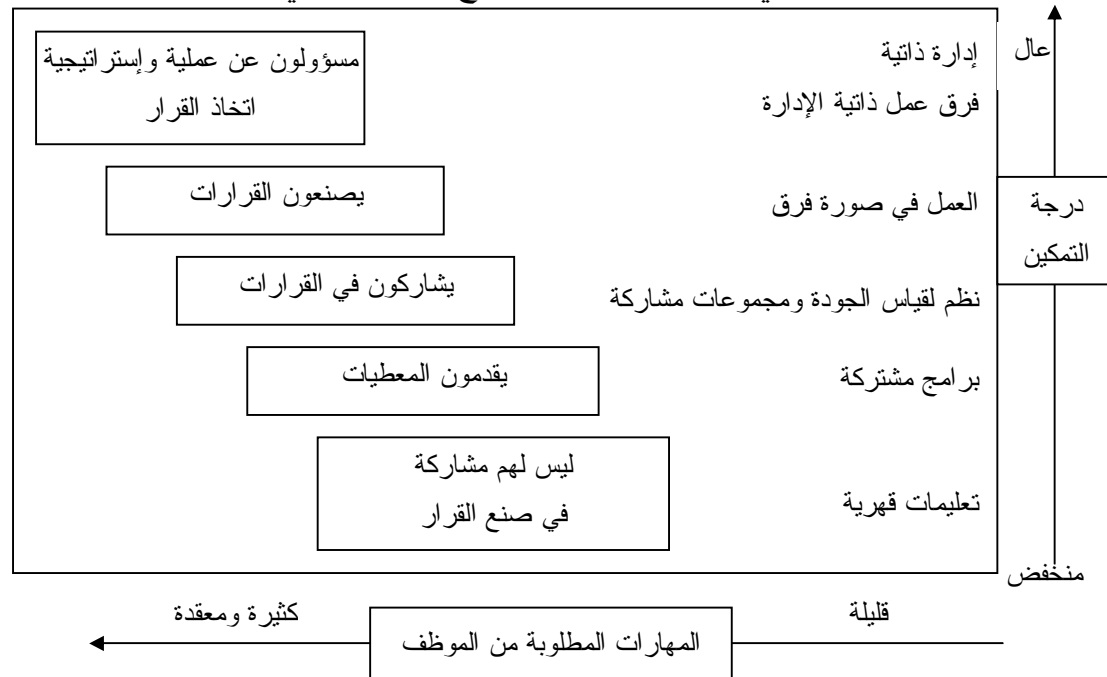 عال
إدارة ذاتية
مسؤولون عن عملية وإستراتيجية
اتخاذ القرار
فرق عمل ذاتية الإدارة
درجة
التمكين
العمل في صورة فرق
يصنعون القرارات
نظم لقياس الجودة ومجموعات مشاركة
يشاركون في القرارات
برامج مشتركة
يقدمون المعطيات
تعليمات قهرية
ليس لهم مشاركة
في صنع القرار
منخفض
قليلة
المهارات المطلوبة من الموظف
كثيرة ومعقدة